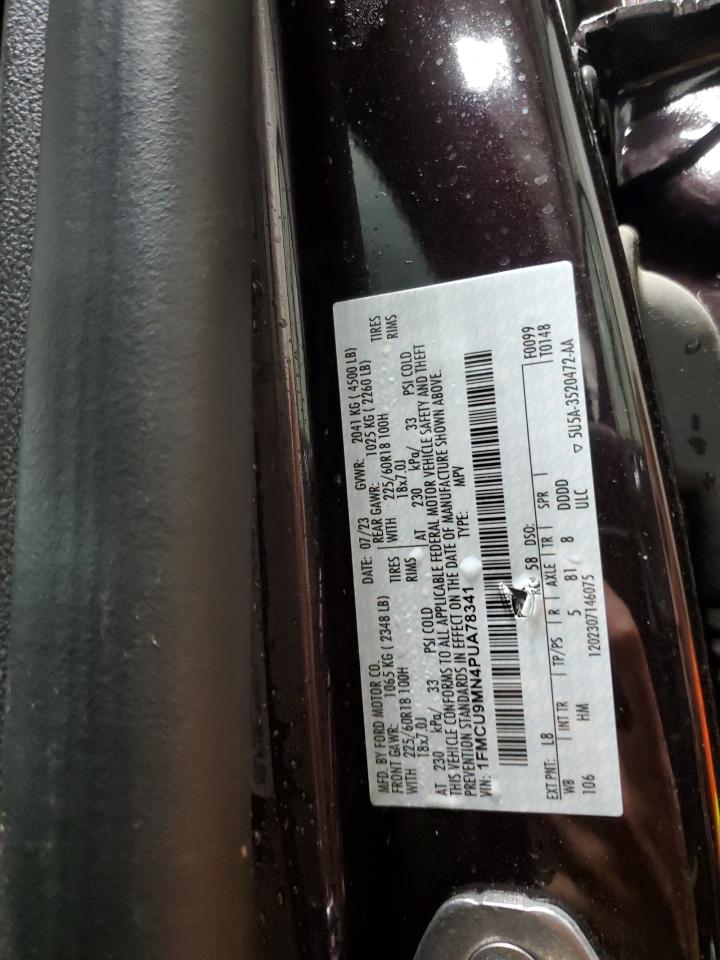 MFD. BY FORD MOTOR CO.
DATE: 07/23 GVWR: 2041 KG ( 4500 LB)
FRONT GAWR: 1065 KG ( 2348 LB) REAR GAWR: 1025 KG ( 2260 LB)
WITH 225/60R18 100H TIRES WITH 225/60R18 100H TIRES
18x7.0J RIMS 18x7.0J RIMS
AT 230 kPa/ 33 PSI COLD AT 230 kPa/ 33 PSI COLD
THIS VEHICLE CONFORMS TO ALL APPLICABLE FEDERAL MOTOR VEHICLE SAFETY AND THEFT
PREVENTION STANDARDS IN EFFECT ON THE DATE OF MANUFACTURE SHOWN ABOVE.
VIN: 1FMCU9MN4PUA78341 TYPE: MPV
F0099
T0148
EXT PNT: L8 58 DSO:
WB INT TR TP/PS R AXLE TR SPR
106 HM 5 81 8 DDDD
1202307146075 ULC
▽ 5U5A-3520472-AA